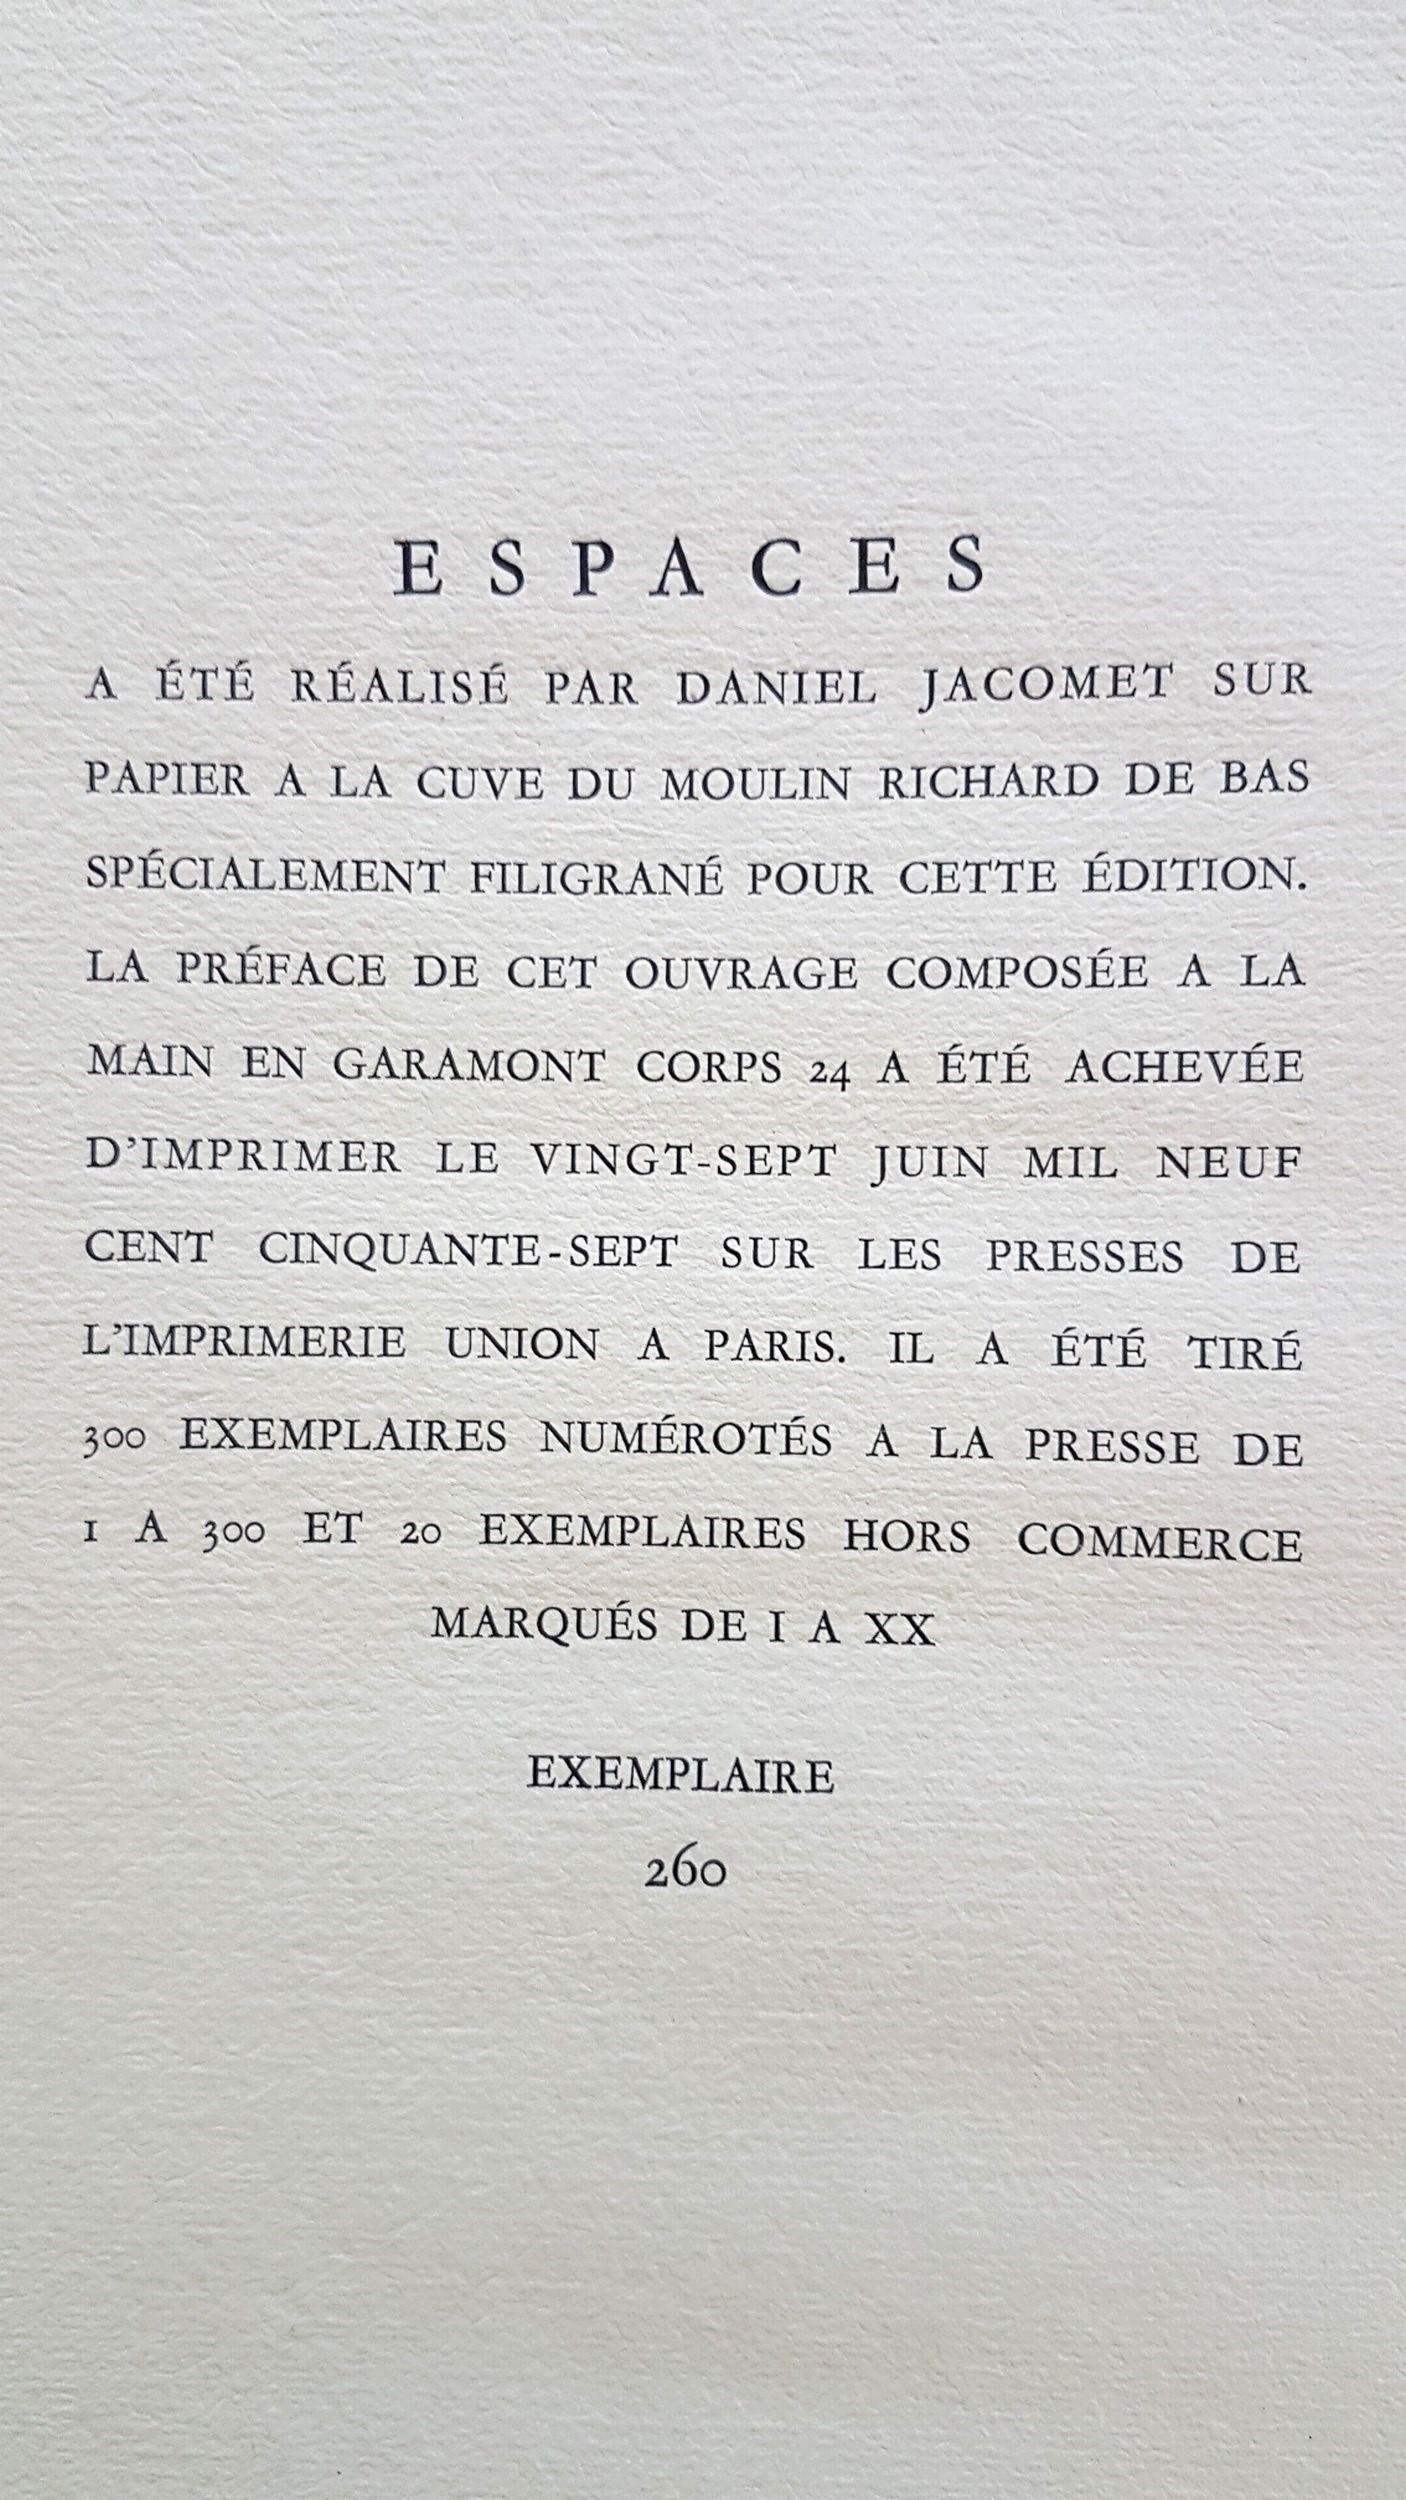 ESPACES
A ÉTÉ RÉALISÉ PAR DANIEL JACOMET SUR
PAPIER A LA CUVE DU MOULIN RICHARD DE BAS
SPÉCIALEMENT FILIGRANÉ POUR CETTE ÉDITION.
LA PRÉFACE DE CET OUVRAGE COMPOSÉE A LA
MAIN EN GARAMONT CORPS 24 A ÉTÉ ACHEVÉE
D'IMPRIMER LE VINGT-SEPT JUIN MIL NEUF
CENT CINQUANTE-SEPT SUR LES PRESSES DE
L'IMPRIMERIE UNION A PARIS. IL A ÉTÉ TIRÉ
300 EXEMPLAIRES NUMÉROTÉS A LA PRESSE DE
1 A 300 ET 20 EXEMPLAIRES HORS COMMERCE
MARQUÉS DE I A XX
EXEMPLAIRE
260